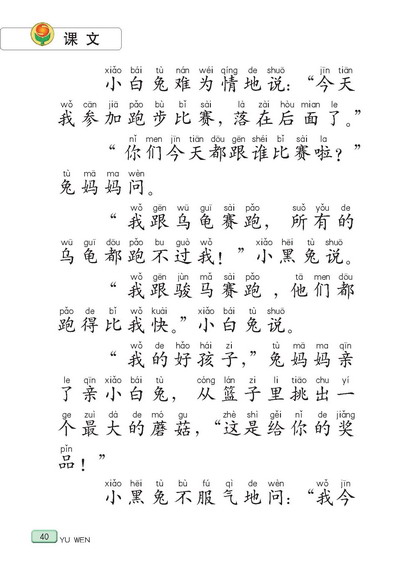 课文
xiǎo bái tù nán wéi qíng de shuō jīn tiān
小白兔难为情地说：“今天
wǒ cān jiā pǎo bù bǐ sài là zài hòu mian le
我参加跑步比赛，落在后面了。”
nǐ men jīn tiān dōu gēn shéi bǐ sài la
“你们今天都跟谁比赛啦？”
tù mā ma wèn
兔妈妈问。
wǒ gēn wū guī sài pǎo suǒ yǒu de
“我跟乌龟赛跑，所有的
wū guī dōu pǎo bu guò wǒ xiǎo hēi tù shuō
乌龟都跑不过我！”小黑兔说。
wǒ gēn jùn mǎ sài pǎo tā men dōu
“我跟骏马赛跑，他们都
pǎo de bǐ wǒ kuài xiǎo bái tù shuō
跑得比我快。”小白兔说。
wǒ de hǎo hái zi tù mā ma qīn
“我的好孩子，”兔妈妈亲
le qīn xiǎo bái tù cóng lán zi li tiāo chu yí
了亲小白兔，从篮子里挑出一
ge zuì dà de mó gu zhè shì gěi nǐ de jiǎng
个最大的蘑菇，“这是给你的奖
pǐn
品！”
xiǎo hēi tù bù fú qì de wèn wǒ jīn
小黑兔不服气地问：“我今
40 YU WEN